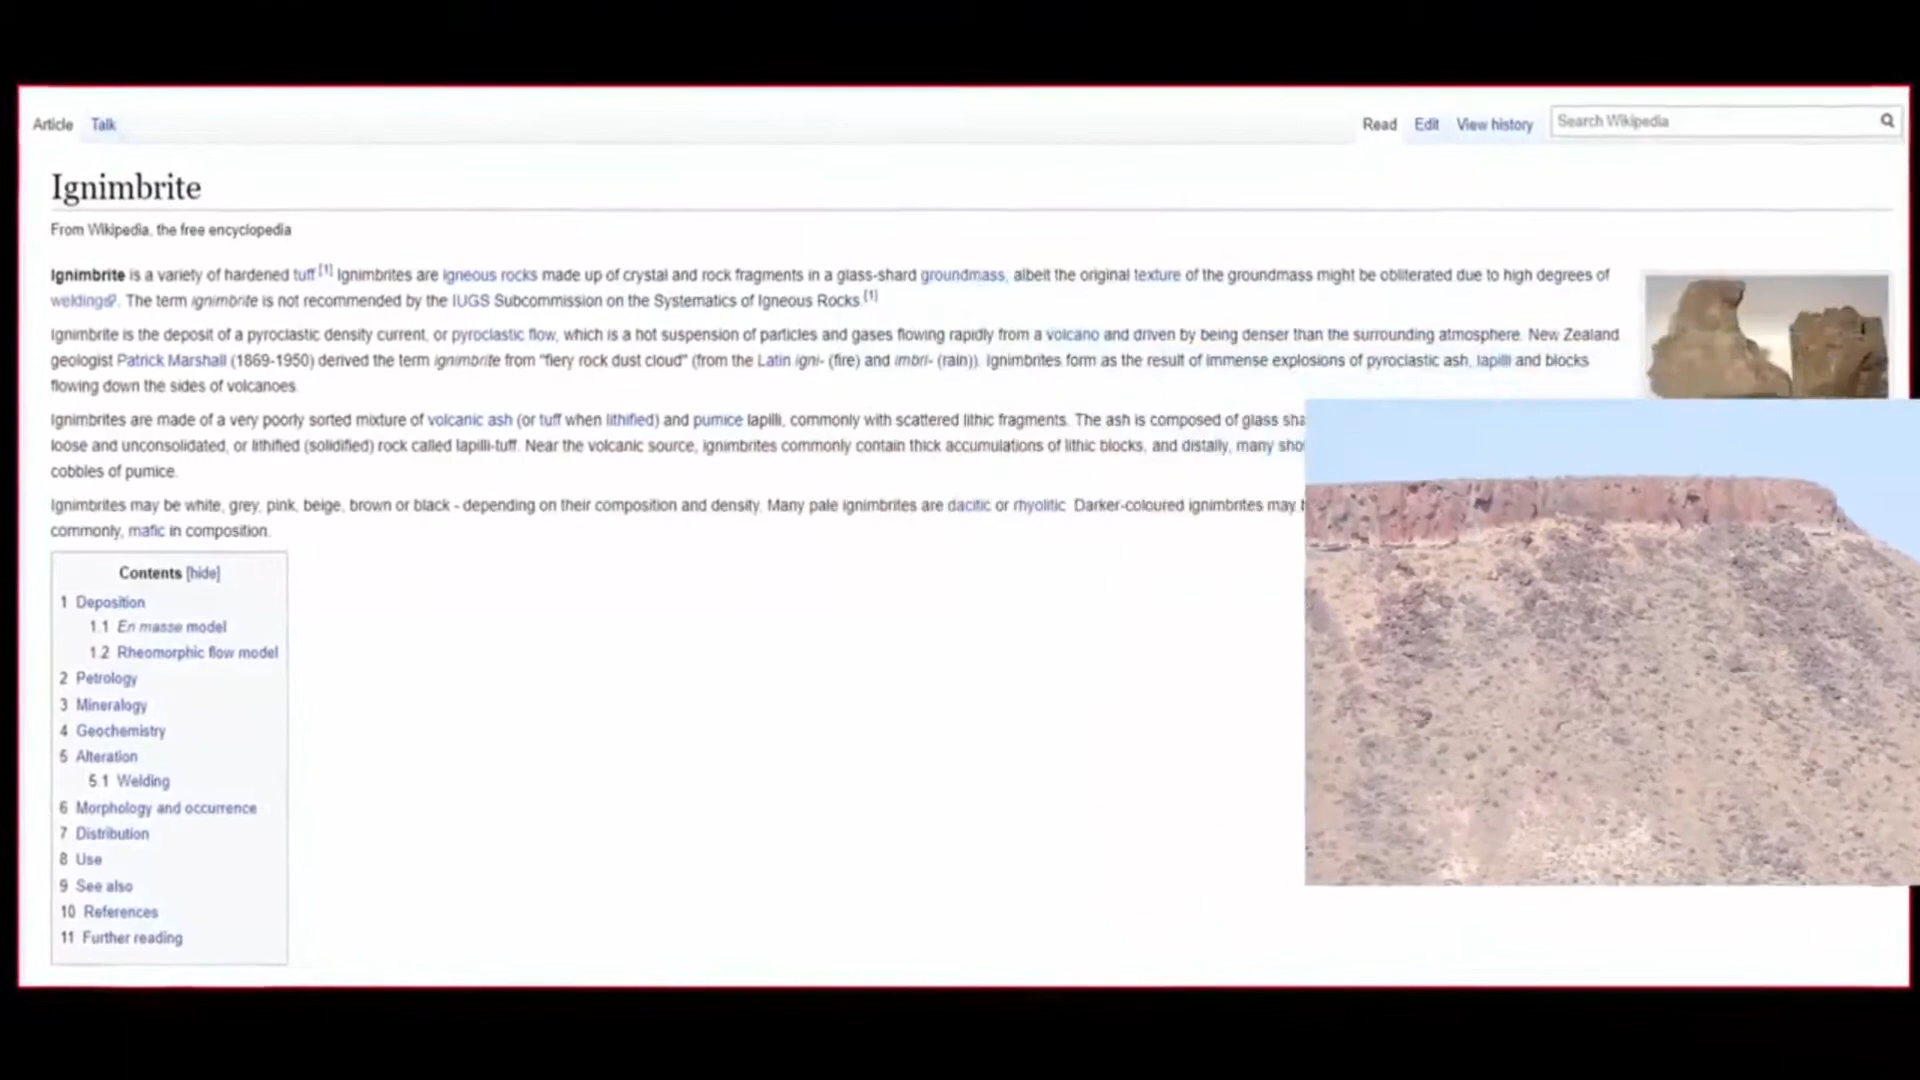 Article Talk Read Edit View history Search Wikipedia
Ignimbrite
From Wikipedia, the free encyclopedia
Ignimbrite is a variety of hardened tuff.[1] Ignimbrites are igneous rocks made up of crystal and rock fragments in a glass-shard groundmass, albeit the original texture of the groundmass might be obliterated due to high degrees of
welding. The term ignimbrite is not recommended by the IUGS Subcommission on the Systematics of Igneous Rocks.[1]
Ignimbrite is the deposit of a pyroclastic density current, or pyroclastic flow, which is a hot suspension of particles and gases flowing rapidly from a volcano and driven by being denser than the surrounding atmosphere. New Zealand
geologist Patrick Marshall (1869-1950) derived the term ignimbrite from "fiery rock dust cloud" (from the Latin igni- (fire) and imbri- (rain)). Ignimbrites form as the result of immense explosions of pyroclastic ash, lapilli and blocks
flowing down the sides of volcanoes.
Ignimbrites are made of a very poorly sorted mixture of volcanic ash (or tuff when lithified) and pumice lapilli, commonly with scattered lithic fragments. The ash is composed of glass sha
loose and unconsolidated, or lithified (solidified) rock called lapilli-tuff. Near the volcanic source, ignimbrites commonly contain thick accumulations of lithic blocks, and distally, many sho
cobbles of pumice.
Ignimbrites may be white, grey, pink, beige, brown or black - depending on their composition and density. Many pale ignimbrites are dacitic or rhyolitic. Darker-coloured ignimbrites may
commonly, mafic in composition.
Contents [hide]
1 Deposition
1.1 En masse model
1.2 Rheomorphic flow model
2 Petrology
3 Mineralogy
4 Geochemistry
5 Alteration
5.1 Welding
6 Morphology and occurrence
7 Distribution
8 Use
9 See also
10 References
11 Further reading